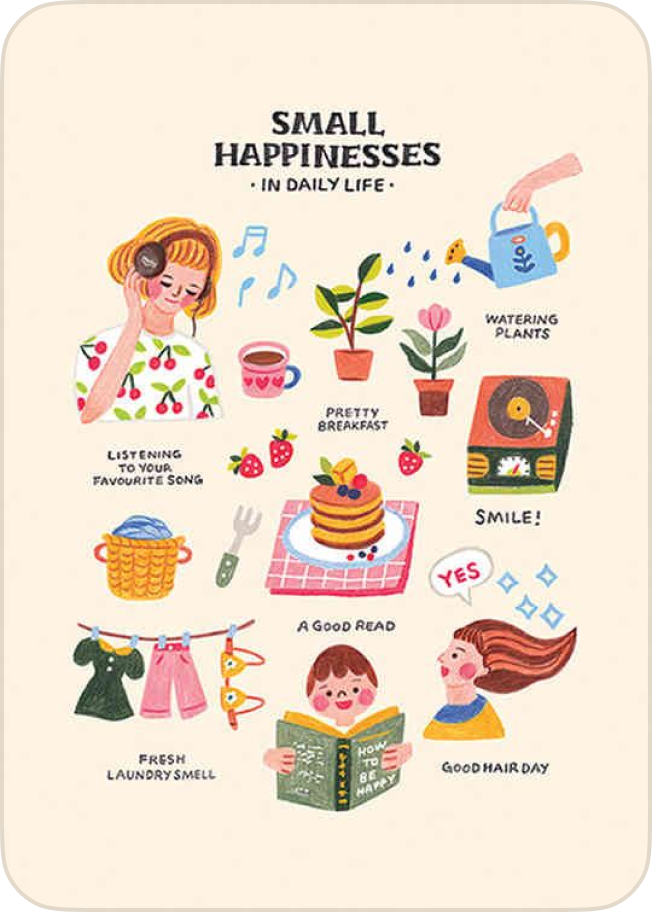 SMALL
HAPPINESSES
· IN DAILY LIFE ·
WATERING
PLANTS
PRETTY
BREAKFAST
LISTENING
TO YOUR
FAVOURITE SONG
SMILE!
YES
A GOOD READ
HOW
TO
BE
HAPPY
FRESH
LAUNDRY SMELL
GOOD HAIR DAY